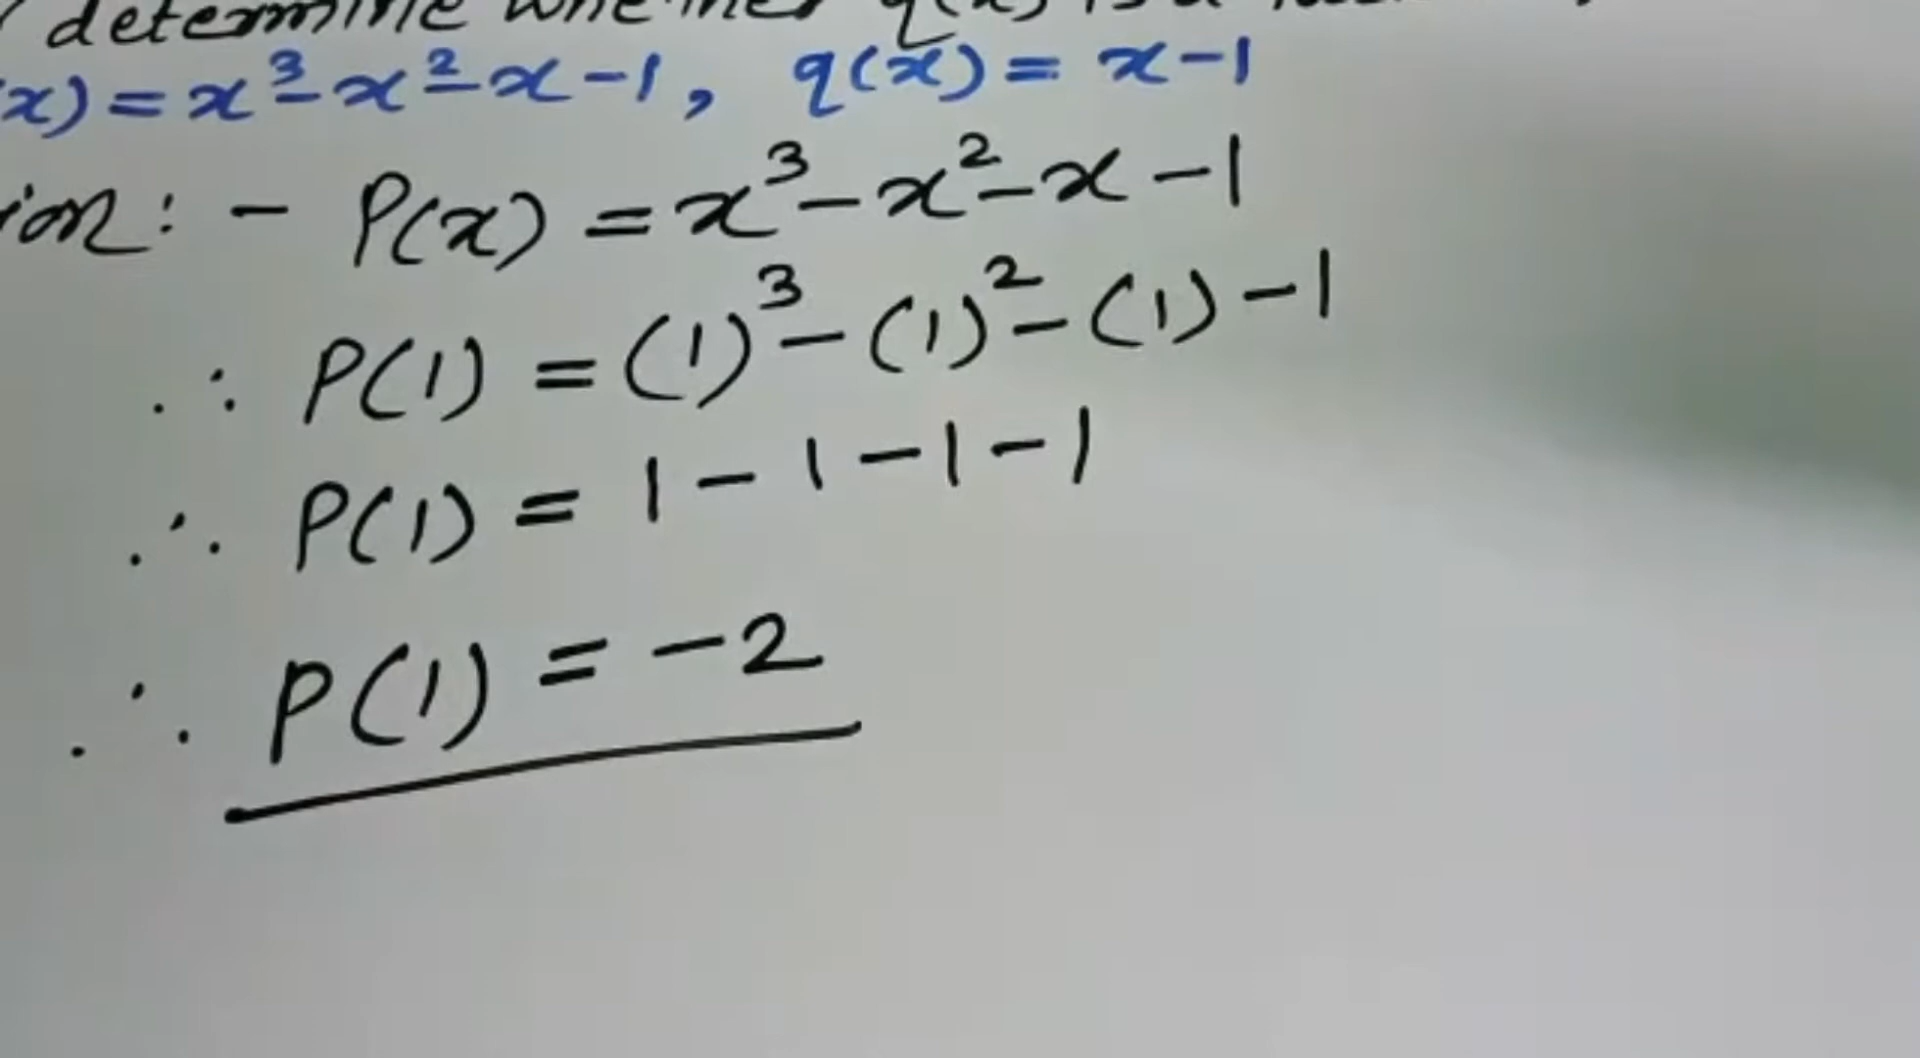 determine whether q(x) is a
x) = x³ - x² - x - 1, q(x) = x - 1
ion: - P(x) = x³ - x² - x - 1
∴ P(1) = (1)³ - (1)² - (1) - 1
∴ P(1) = 1 - 1 - 1 - 1
∴ P(1) = -2